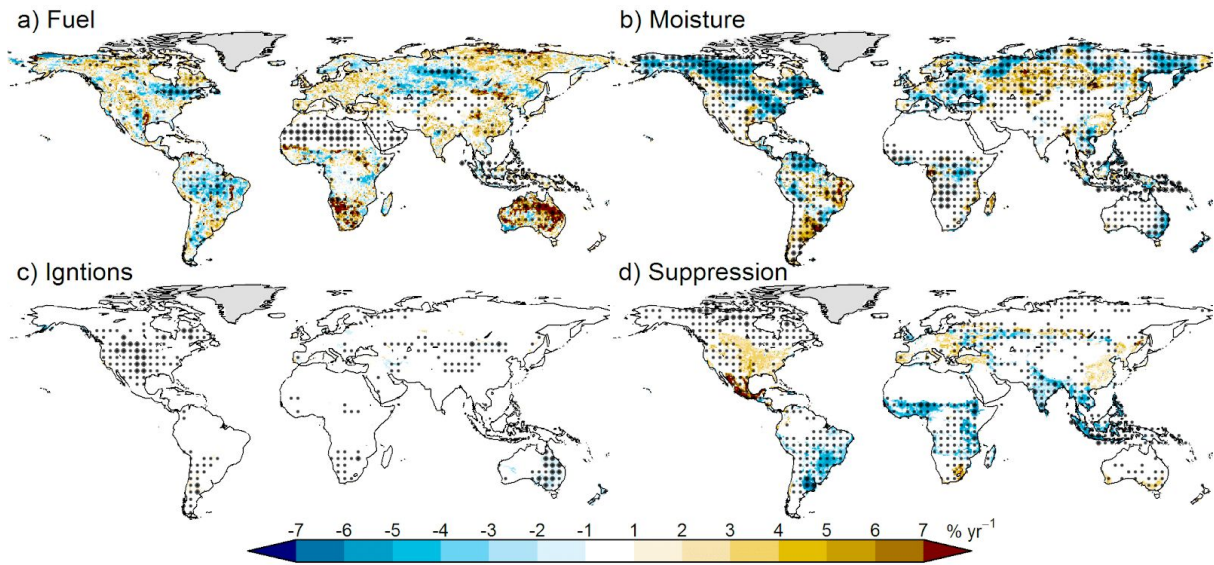 a) Fuel
b) Moisture
c) Igntions
d) Suppression
-7 -6 -5 -4 -3 -2 -1 1 2 3 4 5 6 7 % yr⁻¹